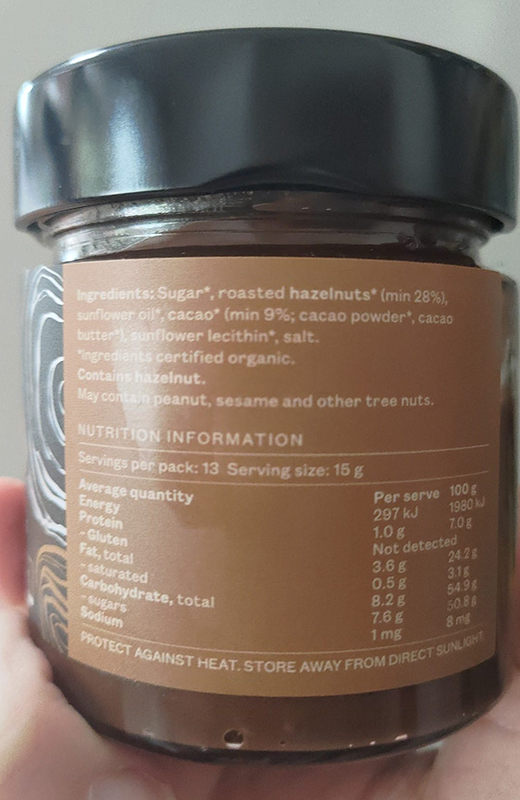 Ingredients: Sugar*, roasted hazelnuts* (min 28%),
sunflower oil*, cacao* (min 9%; cacao powder*, cacao
butter*), sunflower lecithin*, salt.
*Ingredients certified organic.
Contains hazelnut.
May contain peanut, sesame and other tree nuts.
NUTRITION INFORMATION
Servings per pack: 13 Serving size: 15 g
Average quantity Per serve 100 g
Energy 297 kJ 1980 kJ
Protein 1.0 g 7.0 g
- Gluten Not detected
Fat, total 3.6 g 24.2 g
- saturated 0.5 g 3.1 g
Carbohydrate, total 8.2 g 54.9 g
- sugars 7.6 g 50.8 g
Sodium 1 mg 8 mg
PROTECT AGAINST HEAT. STORE AWAY FROM DIRECT SUNLIGHT.